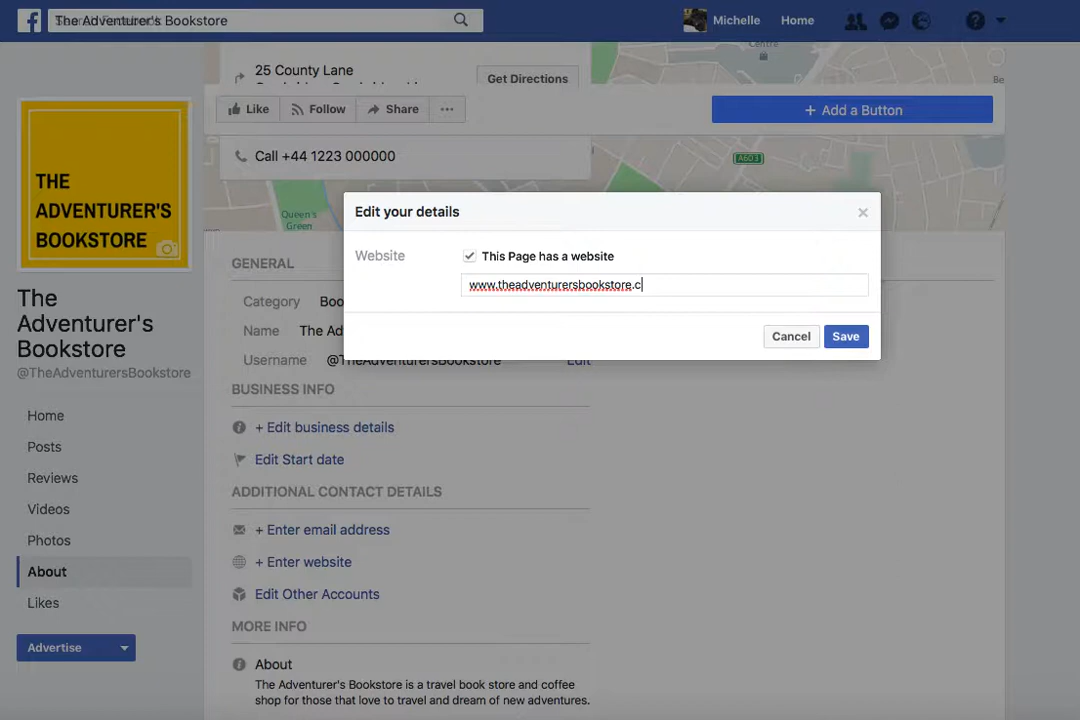 The Adventurer's Bookstore
Michelle
Home
Centre
25 County Lane
Get Directions
Be
Like
Follow
Share
+ Add a Button
Call +44 1223 000000
A603
Queen's
Green
THE
ADVENTURER'S
BOOKSTORE
Edit your details
Website
This Page has a website
www.theadventurersbookstore.c
Cancel
Save
The
Adventurer's
Bookstore
@TheAdventurersBookstore
Home
Posts
Reviews
Videos
Photos
About
Likes
Advertise
GENERAL
Category Boo
Name The Ad
Username @TheAdventurersBookstore Edit
BUSINESS INFO
+ Edit business details
Edit Start date
ADDITIONAL CONTACT DETAILS
+ Enter email address
+ Enter website
Edit Other Accounts
MORE INFO
About
The Adventurer's Bookstore is a travel book store and coffee
shop for those that love to travel and dream of new adventures.